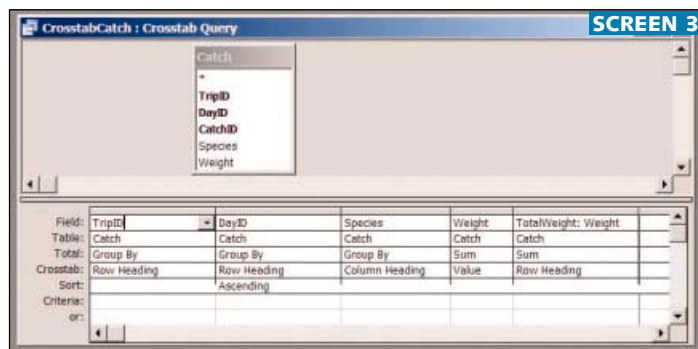 CrosstabCatch : Crosstab Query
SCREEN 3
Catch
*
TripID
DayID
CatchID
Species
Weight
Field: TripID DayID Species Weight TotalWeight: Weight
Table: Catch Catch Catch Catch Catch
Total: Group By Group By Group By Sum Sum
Crosstab: Row Heading Row Heading Column Heading Value Row Heading
Sort: Ascending
Criteria:
or: